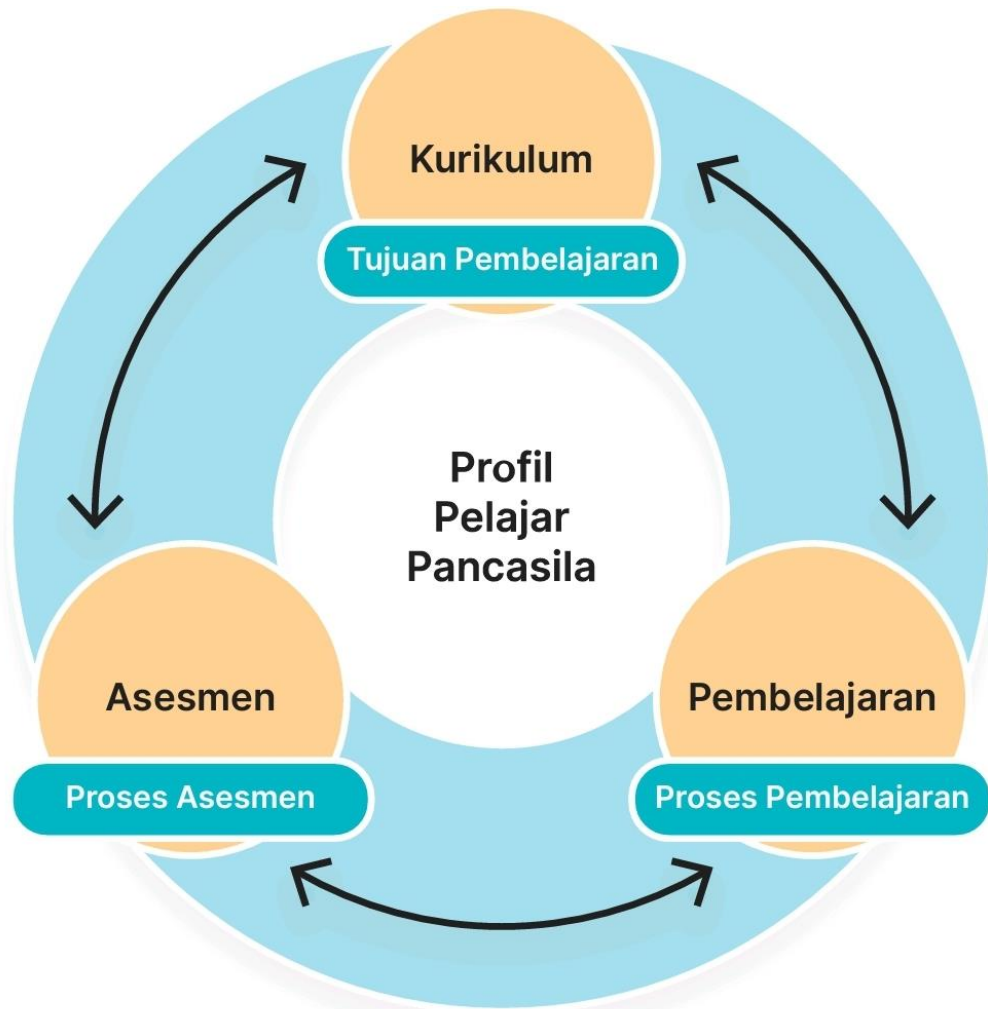 Kurikulum
Tujuan Pembelajaran
Profil
Pelajar
Pancasila
Asesmen
Proses Asesmen
Pembelajaran
Proses Pembelajaran